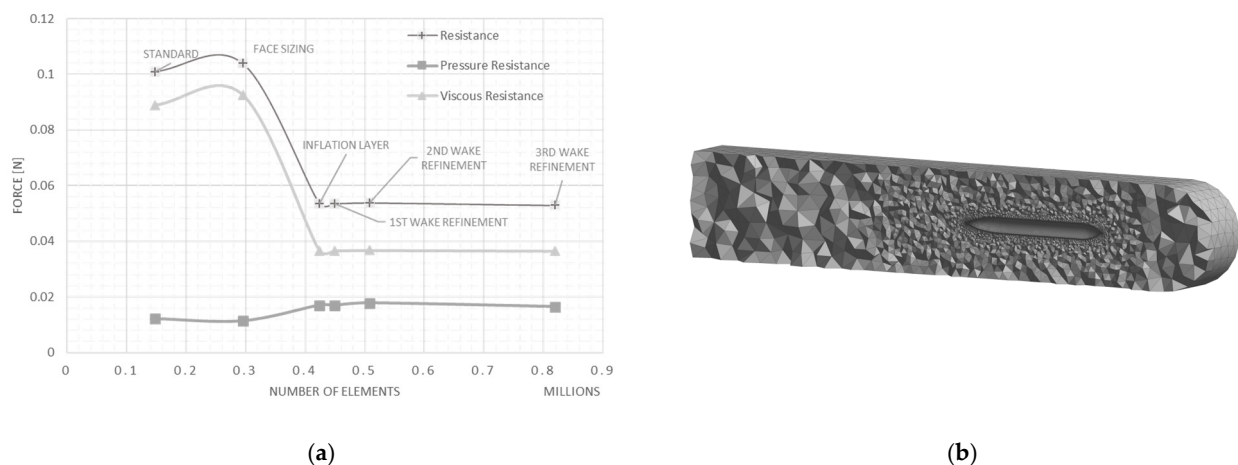 0.12
0.1
0.08
0.06
0.04
0.02
0
FORCE [N]
STANDARD
FACE SIZING
Resistance
Pressure Resistance
Viscous Resistance
INFLATION LAYER
2ND WAKE
REFINEMENT
3RD WAKE
REFINEMENT
1ST WAKE REFINEMENT
0 0.1 0.2 0.3 0.4 0.5 0.6 0.7 0.8 0.9
NUMBER OF ELEMENTS
MILLIONS
(a)
(b)